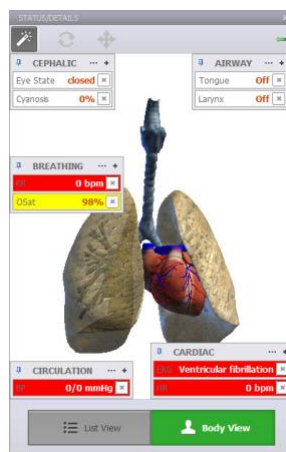 STATUS/DETAILS
CEPHALIC
Eye State closed
Cyanosis 0%
AIRWAY
Tongue Off
Larynx Off
BREATHING
RR 0 bpm
OSat 98%
CIRCULATION
BP 0/0 mmHg
CARDIAC
EKG Ventricular fibrillation
HR 0 bpm
List View
Body View